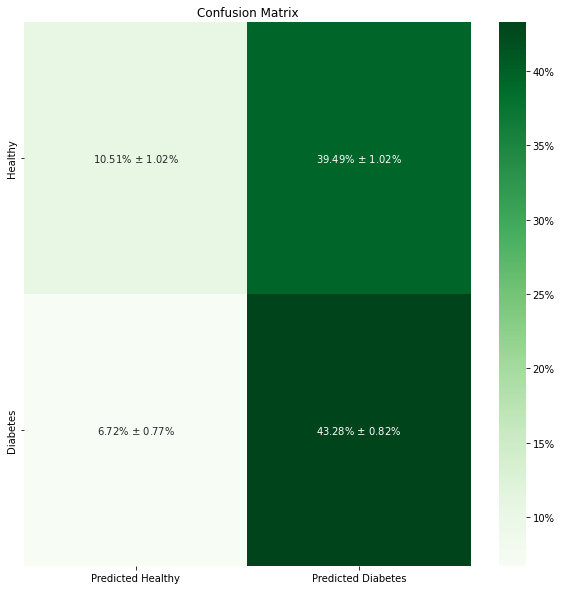 Confusion Matrix
Healthy
10.51% ± 1.02%
39.49% ± 1.02%
Diabetes
6.72% ± 0.77%
43.28% ± 0.82%
Predicted Healthy
Predicted Diabetes
40%
35%
30%
25%
20%
15%
10%